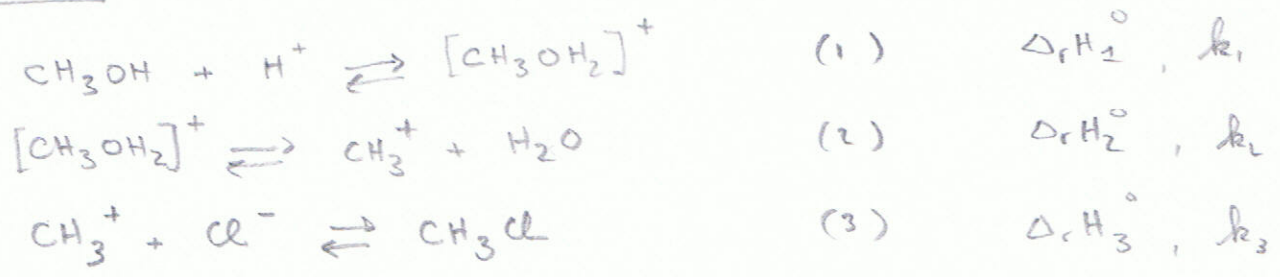 CH₃OH + H⁺ ⇌ [CH₃OH₂]⁺ (1) ΔᵣH₁°, k₁
[CH₃OH₂]⁺ ⇌ CH₃⁺ + H₂O (2) ΔᵣH₂°, k₂
CH₃⁺ + Cl⁻ ⇌ CH₃Cl (3) ΔᵣH₃°, k₃